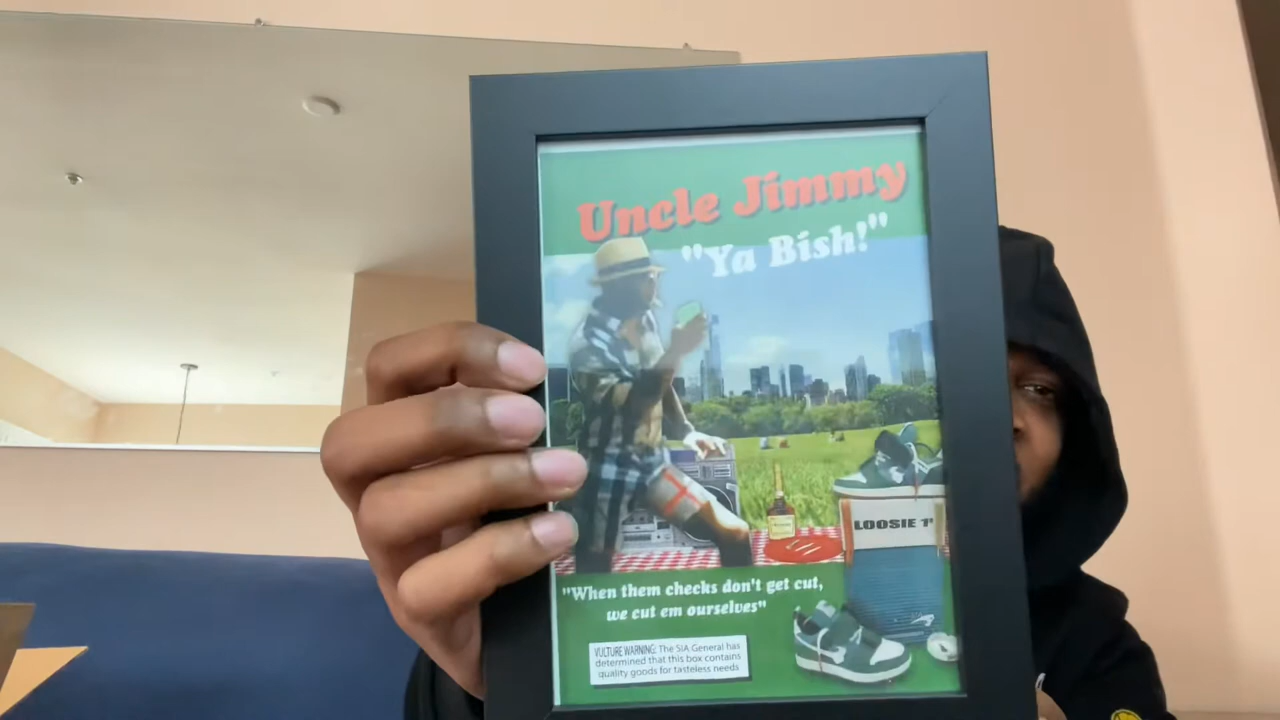 Uncle Jimmy
"Ya Bish!"
LOOSIE 1'
"When them checks don't get cut,
we cut em ourselves"
VULTURE WARNING: The SIA General has
determined that this box contains
quality goods for tasteless needs